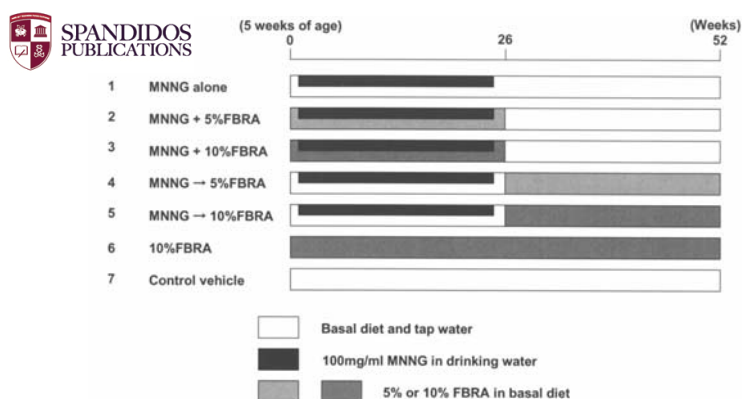 SPANDIDOS
PUBLICATIONS
(5 weeks of age) (Weeks)
0 26 52
1 MNNG alone
2 MNNG + 5%FBRA
3 MNNG + 10%FBRA
4 MNNG → 5%FBRA
5 MNNG → 10%FBRA
6 10%FBRA
7 Control vehicle
Basal diet and tap water
100mg/ml MNNG in drinking water
5% or 10% FBRA in basal diet